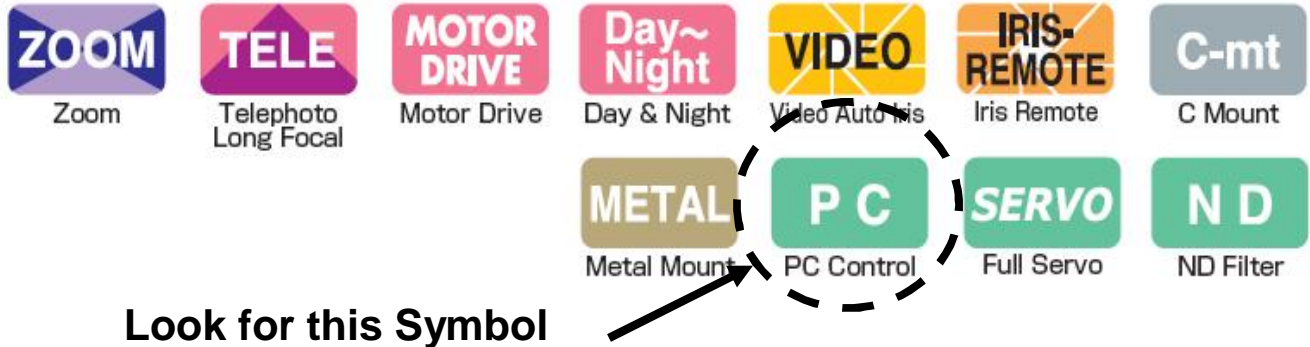 ZOOM
Zoom
TELE
Telephoto
Long Focal
MOTOR
DRIVE
Motor Drive
Day~
Night
Day & Night
VIDEO
Video Auto Iris
IRIS-
REMOTE
Iris Remote
C-mt
C Mount
METAL
Metal Mount
P C
PC Control
SERVO
Full Servo
N D
ND Filter
Look for this Symbol